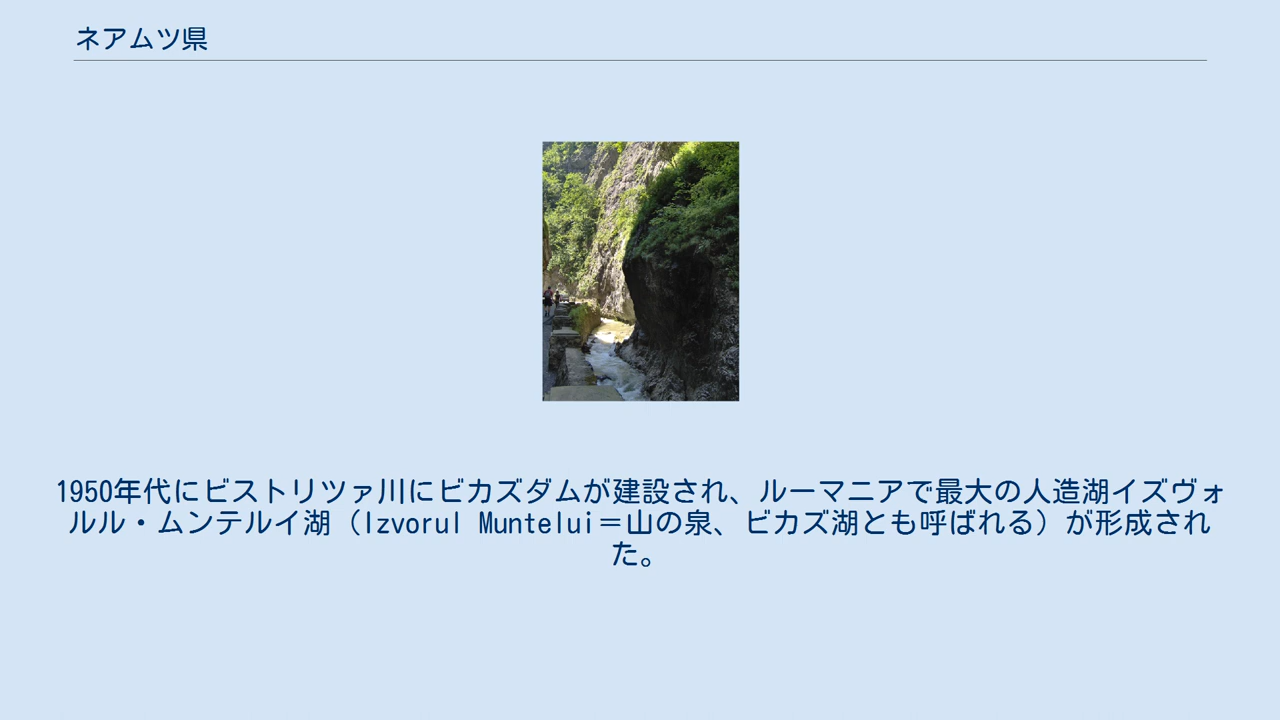 ネアムツ県
1950年代にビストリツァ川にビカズダムが建設され、ルーマニアで最大の人造湖イズヴォ
ルル・ムンテルイ湖（Izvorul Muntelui＝山の泉、ビカズ湖とも呼ばれる）が形成され
た。